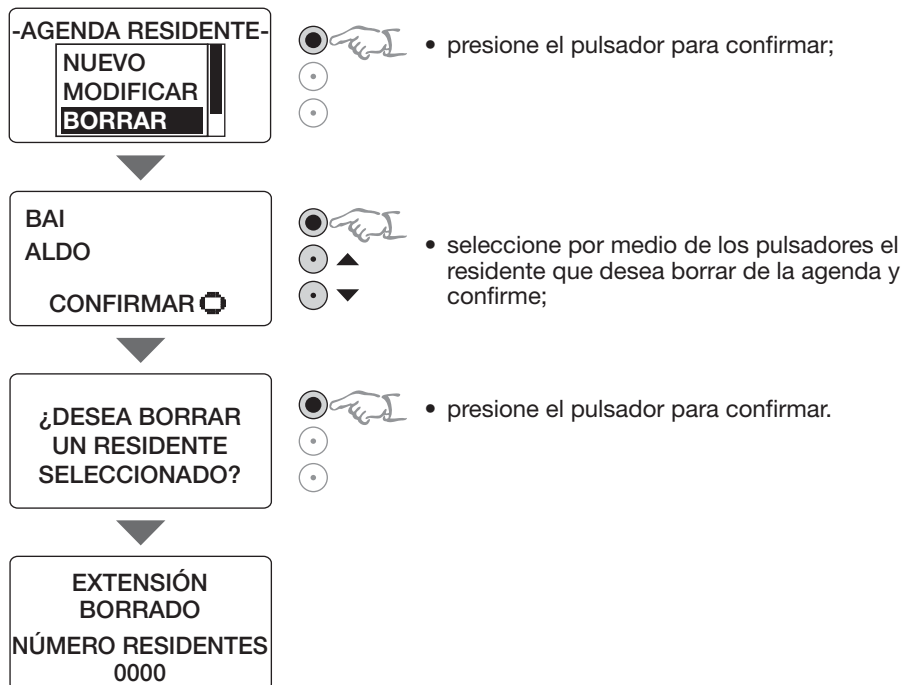 -AGENDA RESIDENTE-
NUEVO
MODIFICAR
BORRAR
• presione el pulsador para confirmar;
BAI
ALDO
CONFIRMAR
• seleccione por medio de los pulsadores el
residente que desea borrar de la agenda y
confirme;
¿DESEA BORRAR
UN RESIDENTE
SELECCIONADO?
• presione el pulsador para confirmar.
EXTENSIÓN
BORRADO
NÚMERO RESIDENTES
0000